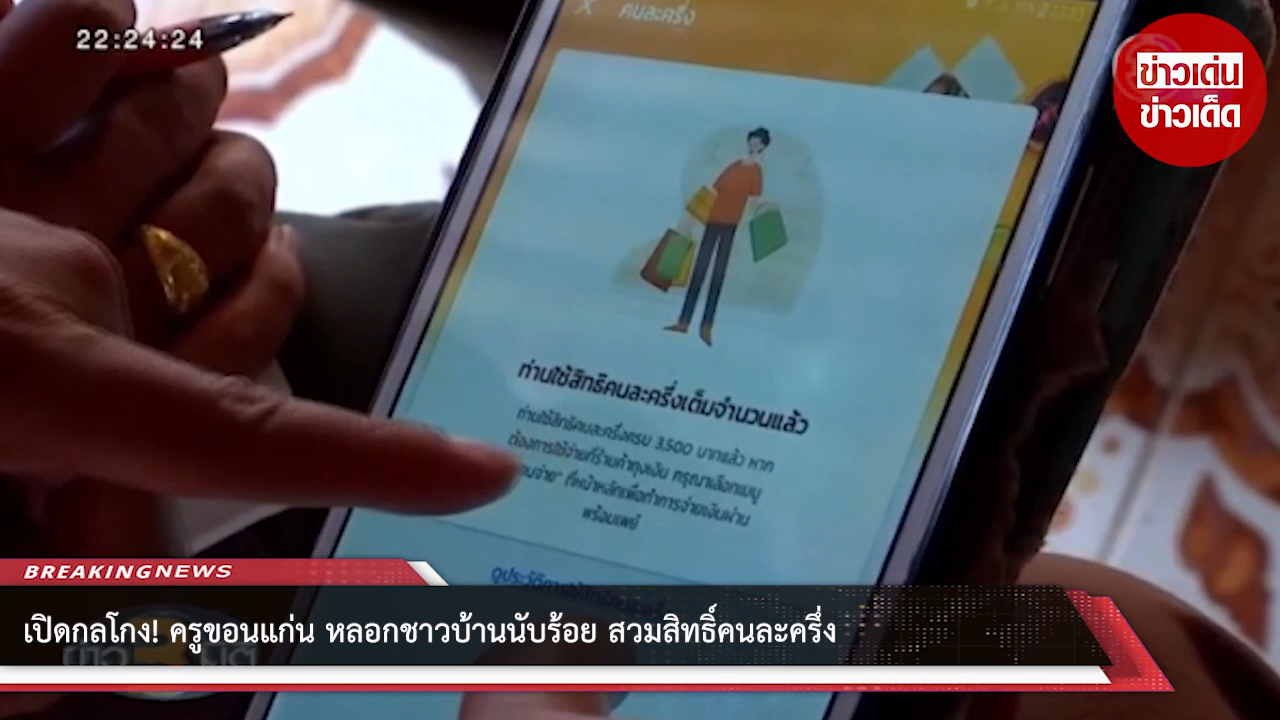 22:24:24
คนละครึ่ง
ข่าวเด่น
ข่าวเด็ด
ท่านใช้สิทธิคนละครึ่งเต็มจำนวนแล้ว
ท่านใช้สิทธิคนละครึ่งครบ 3,500 บาทแล้ว หาก
ต้องการใช้จ่ายที่ร้านค้าถุงเงิน กรุณาเลือกเมนู
ที่หน้าหลักเพื่อทำการจ่ายเงินผ่าน
พร้อมเพย์
BREAKING NEWS
เปิดกลโกง! ครูขอนแก่น หลอกชาวบ้านนับร้อย สวมสิทธิ์คนละครึ่ง